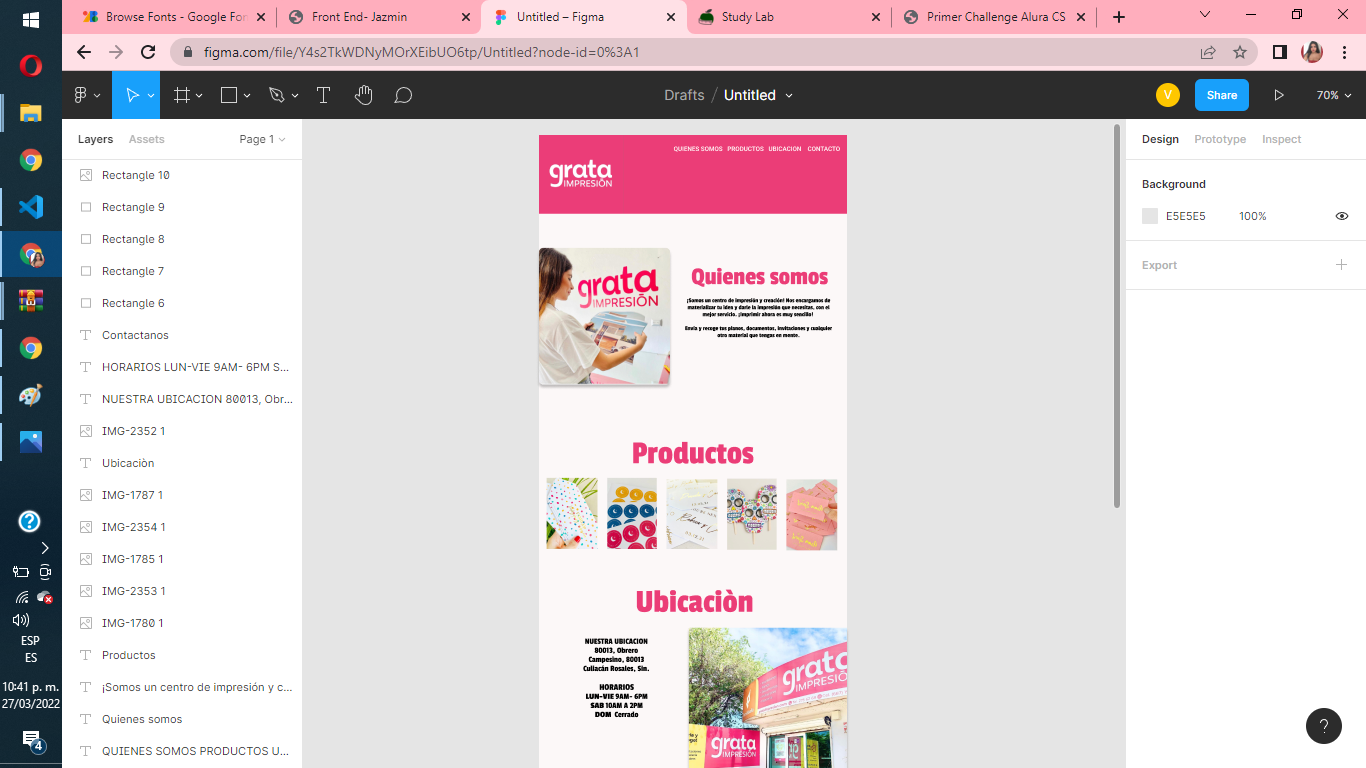 Browse Fonts - Google Fon
Front End- Jazmin
Untitled – Figma
Study Lab
Primer Challenge Alura CS
figma.com/file/Y4s2TkWDNyMOrXEibUO6tp/Untitled?node-id=0%3A1
Drafts / Untitled
V
Share
70%
Layers
Assets
Page 1
Rectangle 10
Rectangle 9
Rectangle 8
Rectangle 7
Rectangle 6
Contactanos
HORARIOS LUN-VIE 9AM- 6PM S...
NUESTRA UBICACION 80013, Obr...
IMG-2352 1
Ubicaciòn
IMG-1787 1
IMG-2354 1
IMG-1785 1
IMG-2353 1
IMG-1780 1
Productos
¡Somos un centro de impresión y c...
Quienes somos
QUIENES SOMOS PRODUCTOS U...
QUIENES SOMOS PRODUCTOS UBICACION CONTACTO
grata
IMPRESIÓN
grata
IMPRESIÓN
Quienes somos
¡Somos un centro de impresión y creación! Nos encargamos de
materializar tu idea y darle la impresión que necesitas, con el
mejor servicio. ¡Imprimir ahora es muy sencillo!
Envía y recoge tus planos, documentos, invitaciones y cualquier
otro material que tengas en mente.
Productos
Ubicaciòn
NUESTRA UBICACION
80013, Obrero
Campesino, 80013
Culiacán Rosales, Sin.
HORARIOS
LUN-VIE 9AM- 6PM
SAB 10AM A 2PM
DOM Cerrado
grata
IMPRESIÓN
grata
IMPRESIÓN
Design
Prototype
Inspect
Background
E5E5E5
100%
Export
?
ESP
ES
10:41 p. m.
27/03/2022
4